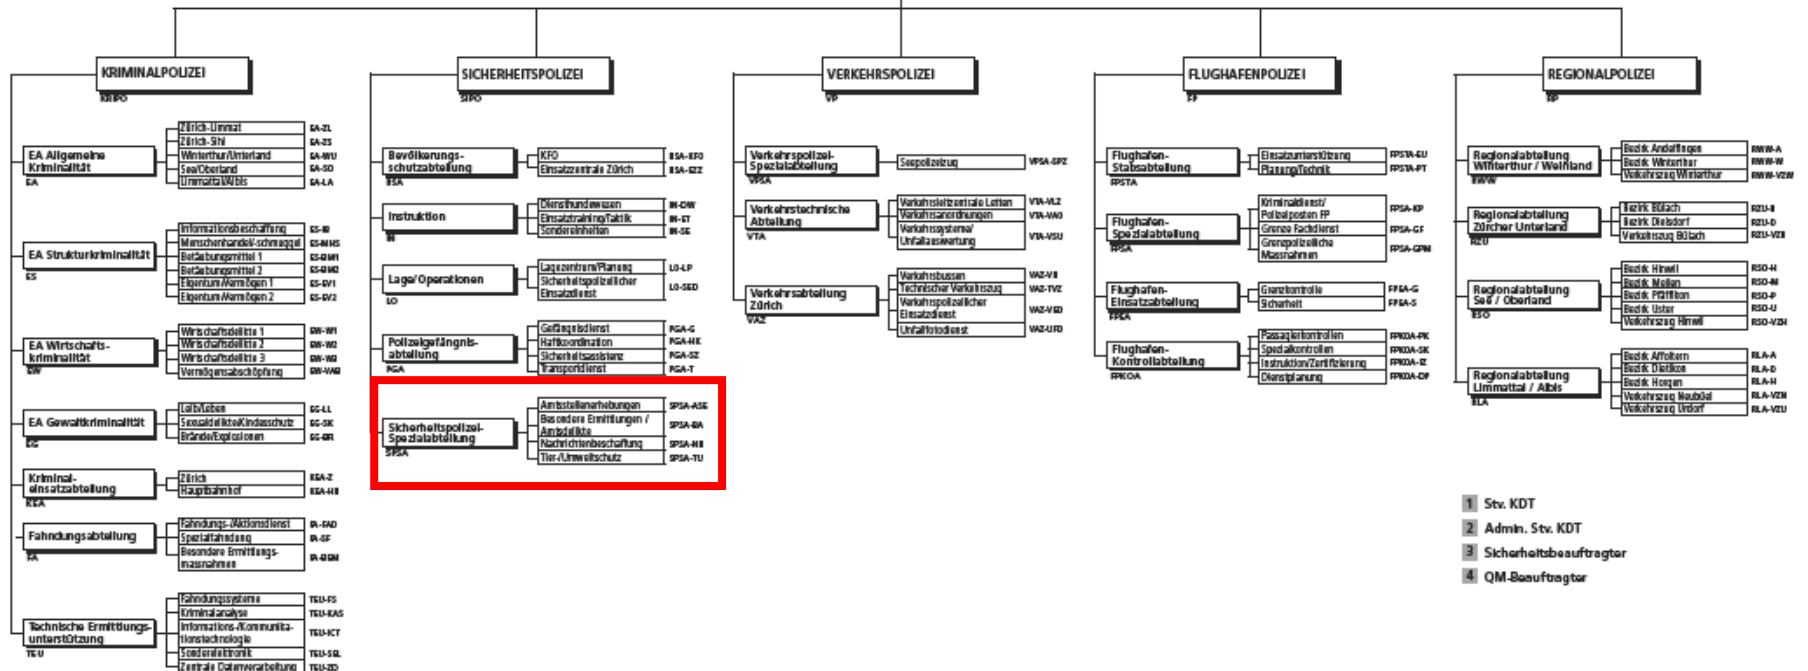 KRIMINALPOLIZEI
KRIPO
EA Allgemeine
Kriminalität
EA
Zürich-Limmat EA-ZL
Zürich-Sihl EA-ZS
Winterthur/Unterland EA-WU
See/Oberland EA-SO
Limmattal/Albis EA-LA
EA Strukturkriminalität
ES
Informationsbeschaffung ES-IB
Menschenhandel/-schmuggel ES-MHS
Betäubungsmittel 1 ES-BM1
Betäubungsmittel 2 ES-BM2
Eigentum/Vermögen 1 ES-EV1
Eigentum/Vermögen 2 ES-EV2
EA Wirtschafts-
kriminalität
EW
Wirtschaftsdelikte 1 EW-W1
Wirtschaftsdelikte 2 EW-W2
Wirtschaftsdelikte 3 EW-W3
Vermögensabschöpfung EW-VAB
EA Gewaltkriminalität
EG
Leib/Leben EG-LL
Sexualdelikte/Kindesschutz EG-SK
Brände/Explosionen EG-BR
Kriminal-
einsatzabteilung
KEA
Zürich KEA-Z
Hauptbahnhof KEA-HB
Fahndungsabteilung
FA
Fahndungs-/Aktionsdienst FA-FAD
Spezialfahndung FA-SF
Besondere Ermittlungs-
massnahmen FA-BEM
Technische Ermittlungs-
unterstützung
TEU
Fahndungssysteme TEU-FS
Kriminalanalyse TEU-KAS
Informations-/Kommunika-
tionstechnologie TEU-ICT
Sonderelektronik TEU-SEL
Zentrale Datenverarbeitung TEU-ZD
SICHERHEITSPOLIZEI
SIPO
Bevölkerungs-
schutzabteilung
BSA
KFO BSA-KFO
Einsatzzentrale Zürich BSA-EZZ
Instruktion
IN
Diensthundewesen IN-DW
Einsatztraining/Taktik IN-ET
Sondereinheiten IN-SE
Lage/Operationen
LO
Lagezentrum/Planung LO-LP
Sicherheitspolizeilicher
Einsatzdienst LO-SED
Polizeigefängnis-
abteilung
PGA
Gefängnisdienst PGA-G
Haftkoordination PGA-HK
Sicherheitsassistenz PGA-SZ
Transportdienst PGA-T
Sicherheitspolizei-
Spezialabteilung
SPSA
Amtsstellenerhebungen SPSA-ASE
Besondere Ermittlungen /
Amtsdelikte SPSA-BA
Nachrichtenbeschaffung SPSA-NB
Tier-/Umweltschutz SPSA-TU
VERKEHRSPOLIZEI
VP
Verkehrspolizei-
Spezialabteilung
VPSA
Seepolizeizug VPSA-SPZ
Verkehrstechnische
Abteilung
VTA
Verkehrsleitzentrale Letten VTA-VLZ
Verkehrsanordnungen VTA-VAO
Verkehrssysteme/
Unfallauswertung VTA-VSU
Verkehrsabteilung
Zürich
VAZ
Verkehrsbussen VAZ-VB
Technischer Verkehrszug VAZ-TVZ
Verkehrspolizeilicher
Einsatzdienst VAZ-VED
Unfallfotodienst VAZ-UFD
FLUGHAFENPOLIZEI
FP
Flughafen-
Stabsabteilung
FPSTA
Einsatzunterstützung FPSTA-EU
Planung/Technik FPSTA-PT
Flughafen-
Spezialabteilung
FPSA
Kriminaldienst/
Polizeiposten FP FPSA-KP
Grenze Fachdienst FPSA-GF
Grenzpolizeiliche
Massnahmen FPSA-GPM
Flughafen-
Einsatzabteilung
FPEA
Grenzkontrolle FPEA-G
Sicherheit FPEA-S
Flughafen-
Kontrollabteilung
FPKOA
Passagierkontrollen FPKOA-PK
Spezialkontrollen FPKOA-SK
Instruktion/Zertifizierung FPKOA-IZ
Dienstplanung FPKOA-DP
REGIONALPOLIZEI
RP
Regionalabteilung
Winterthur / Weinland
RWW
Bezirk Andelfingen RWW-A
Bezirk Winterthur RWW-W
Verkehrszug Winterthur RWW-VZW
Regionalabteilung
Zürcher Unterland
RZU
Bezirk Bülach RZU-B
Bezirk Dielsdorf RZU-D
Verkehrszug Bülach RZU-VZB
Regionalabteilung
See / Oberland
RSO
Bezirk Hinwil RSO-H
Bezirk Meilen RSO-M
Bezirk Pfäffikon RSO-P
Bezirk Uster RSO-U
Verkehrszug Hinwil RSO-VZH
Regionalabteilung
Limmattal / Albis
RLA
Bezirk Affoltern RLA-A
Bezirk Dietikon RLA-D
Bezirk Horgen RLA-H
Verkehrszug Neubüel RLA-VZN
Verkehrszug Urdorf RLA-VZU
1 Stv. KDT
2 Admin. Stv. KDT
3 Sicherheitsbeauftragter
4 QM-Beauftragter